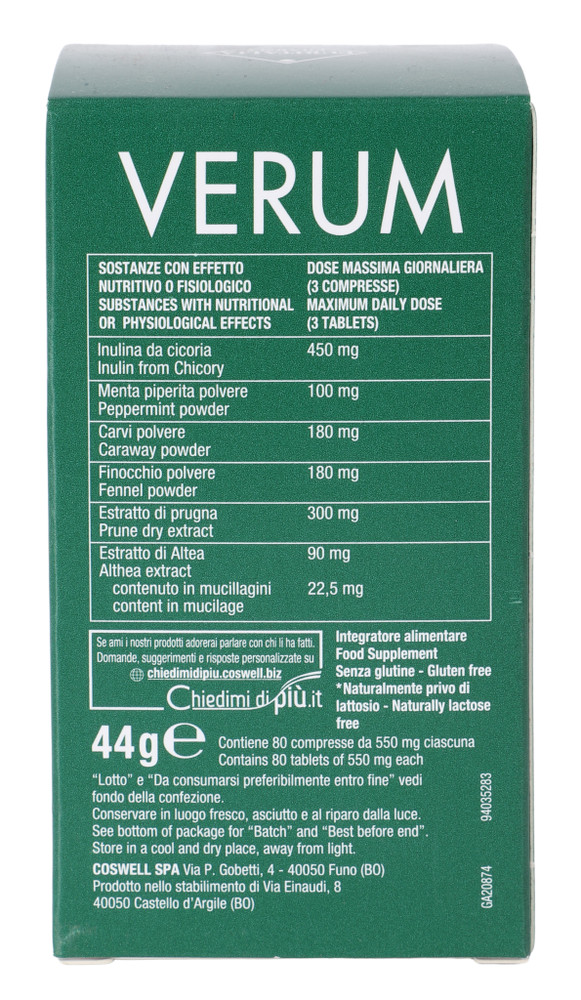 VERUM
SOSTANZE CON EFFETTO
NUTRITIVO O FISIOLOGICO
SUBSTANCES WITH NUTRITIONAL
OR PHYSIOLOGICAL EFFECTS
DOSE MASSIMA GIORNALIERA
(3 COMPRESSE)
MAXIMUM DAILY DOSE
(3 TABLETS)
Inulina da cicoria 450 mg
Inulin from Chicory
Menta piperita polvere 100 mg
Peppermint powder
Carvi polvere 180 mg
Caraway powder
Finocchio polvere 180 mg
Fennel powder
Estratto di prugna 300 mg
Prune dry extract
Estratto di Altea 90 mg
Althea extract
contenuto in mucillagini 22,5 mg
content in mucilage
Se ami i nostri prodotti adorerai parlare con chi li ha fatti.
Domande, suggerimenti e risposte personalizzate su
chiedimidipiu.coswell.biz
Chiedimi di più.it
Integratore alimentare
Food Supplement
Senza glutine - Gluten free
*Naturalmente privo di
lattosio - Naturally lactose
free
44g e
Contiene 80 compresse da 550 mg ciascuna
Contains 80 tablets of 550 mg each
"Lotto" e "Da consumarsi preferibilmente entro fine" vedi
fondo della confezione.
Conservare in luogo fresco, asciutto e al riparo dalla luce.
See bottom of package for "Batch" and "Best before end".
Store in a cool and dry place, away from light.
COSWELL SPA Via P. Gobetti, 4 - 40050 Funo (BO)
Prodotto nello stabilimento di Via Einaudi, 8
40050 Castello d'Argile (BO)
94035283
GA20874